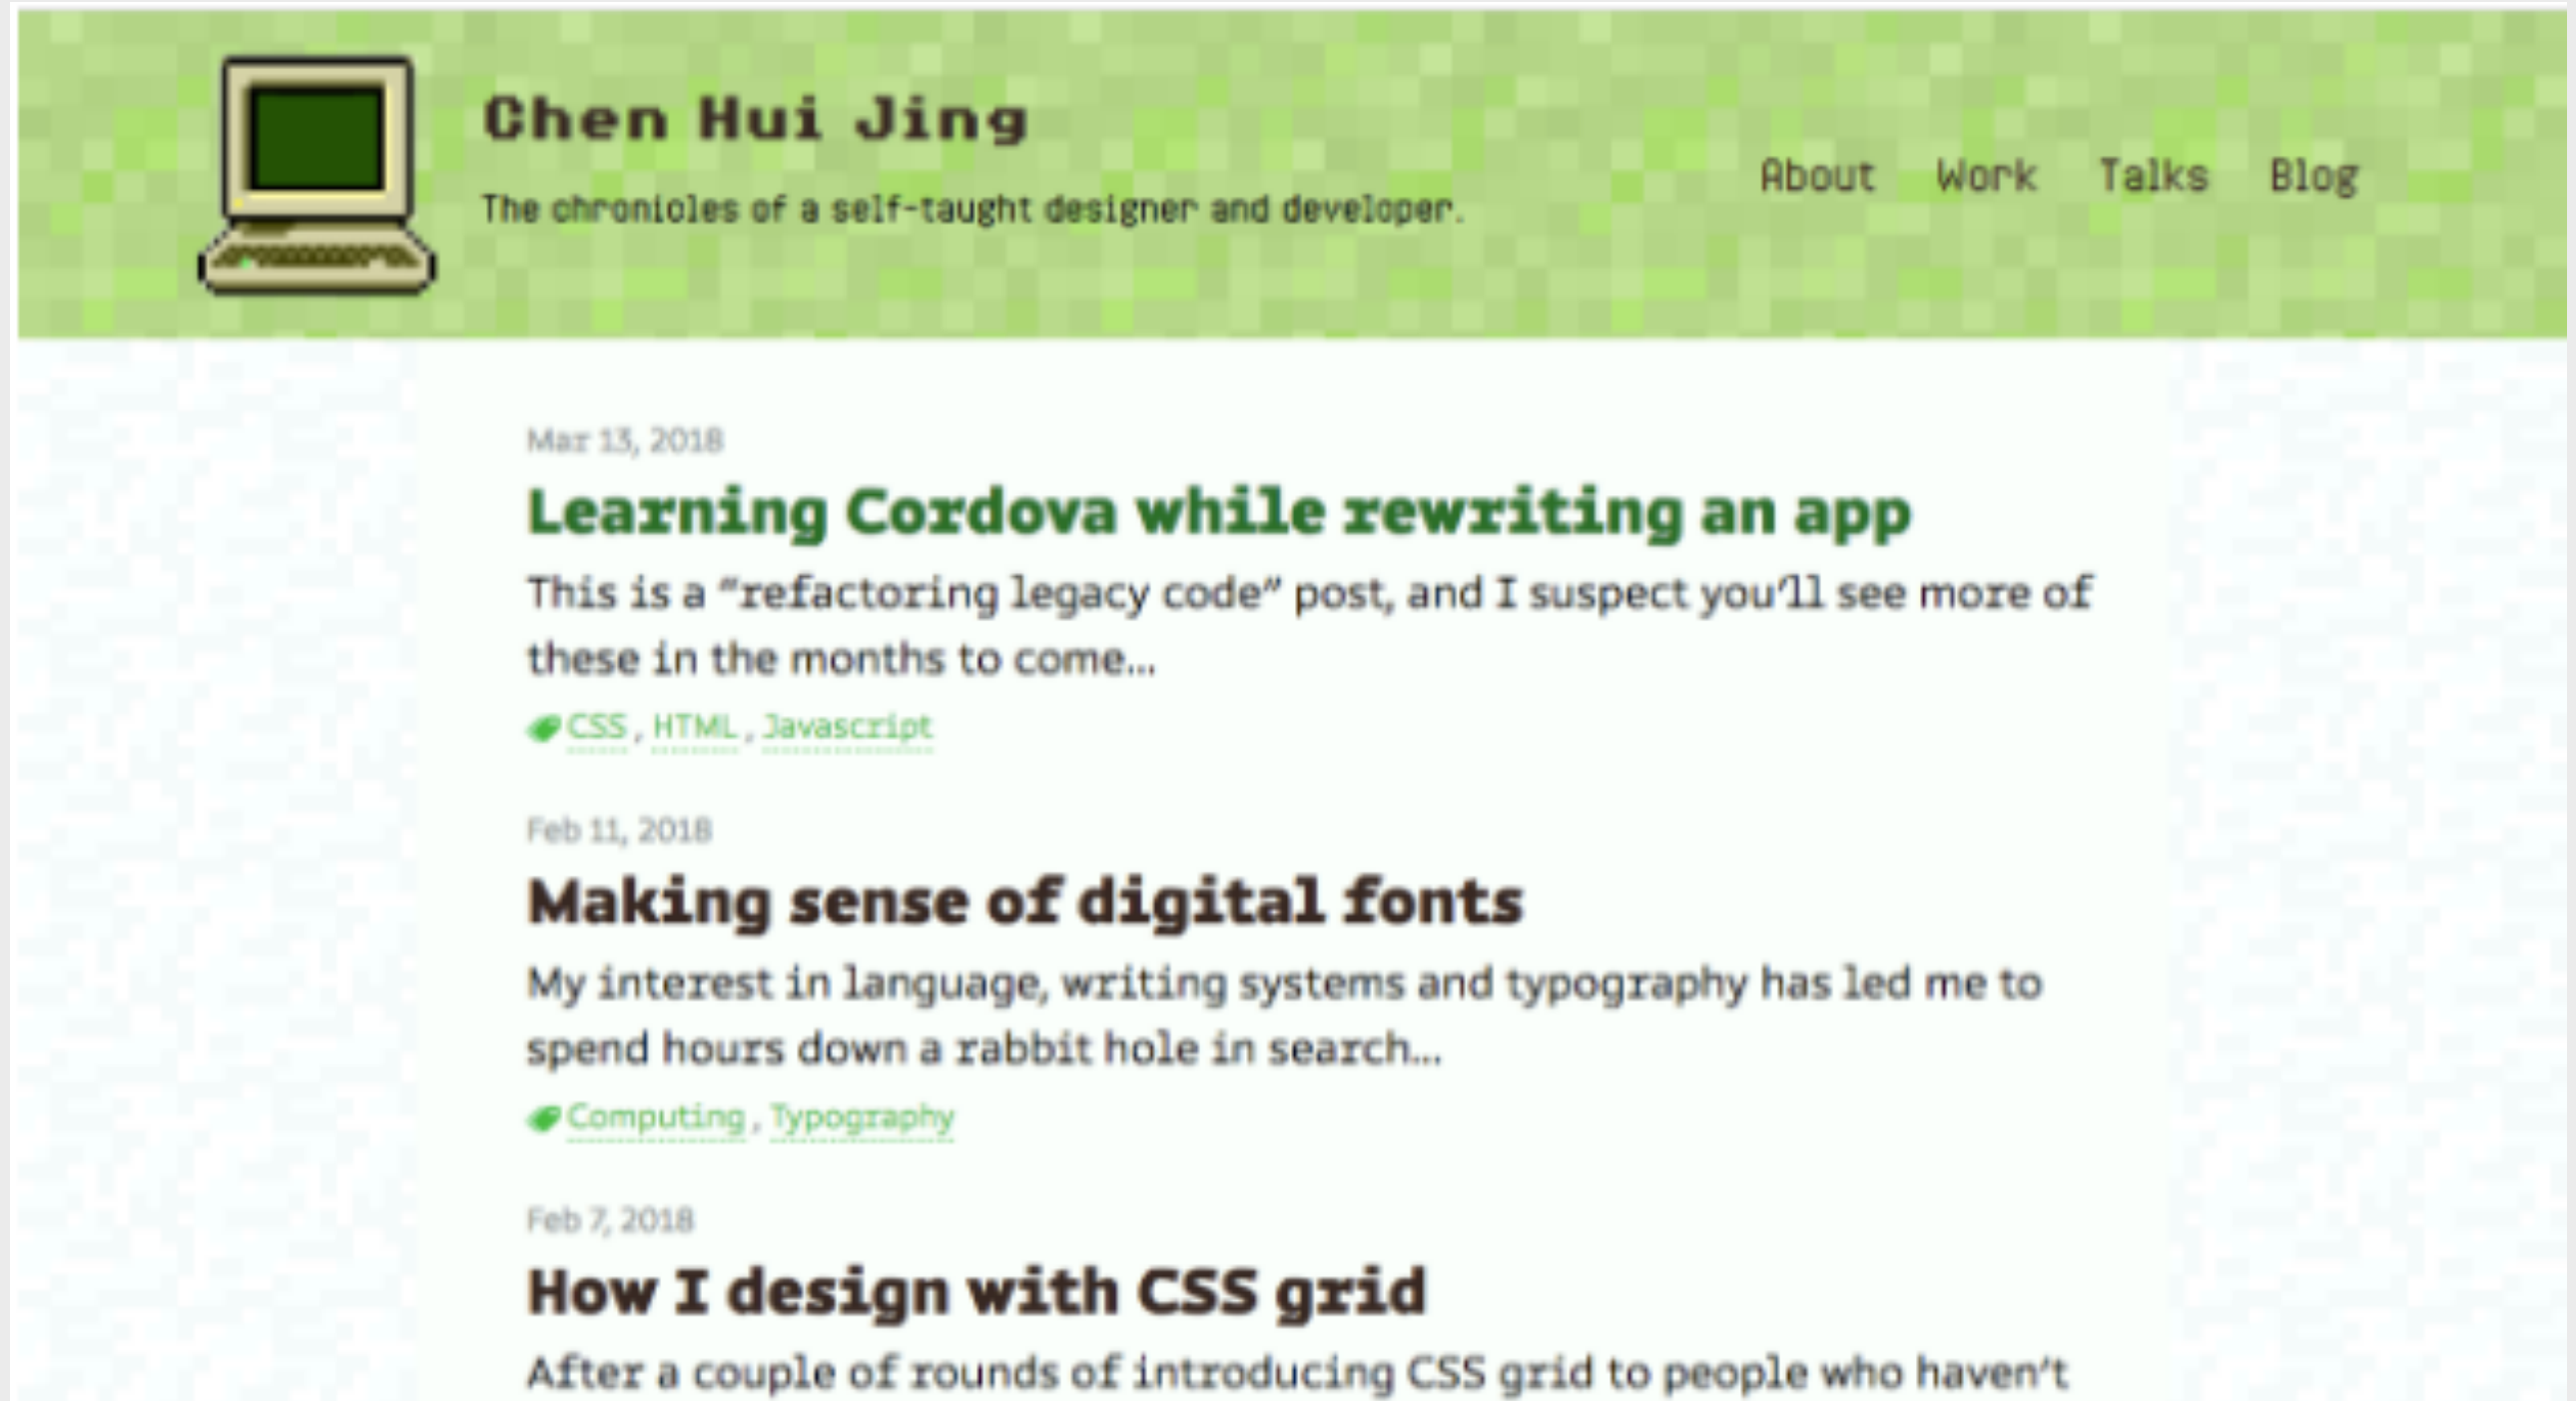 Chen Hui Jing
The chronicles of a self-taught designer and developer.
About Work Talks Blog
Mar 13, 2018
Learning Cordova while rewriting an app
This is a “refactoring legacy code” post, and I suspect you’ll see more of
these in the months to come…
CSS , HTML , Javascript
Feb 11, 2018
Making sense of digital fonts
My interest in language, writing systems and typography has led me to
spend hours down a rabbit hole in search…
Computing , Typography
Feb 7, 2018
How I design with CSS grid
After a couple of rounds of introducing CSS grid to people who haven’t